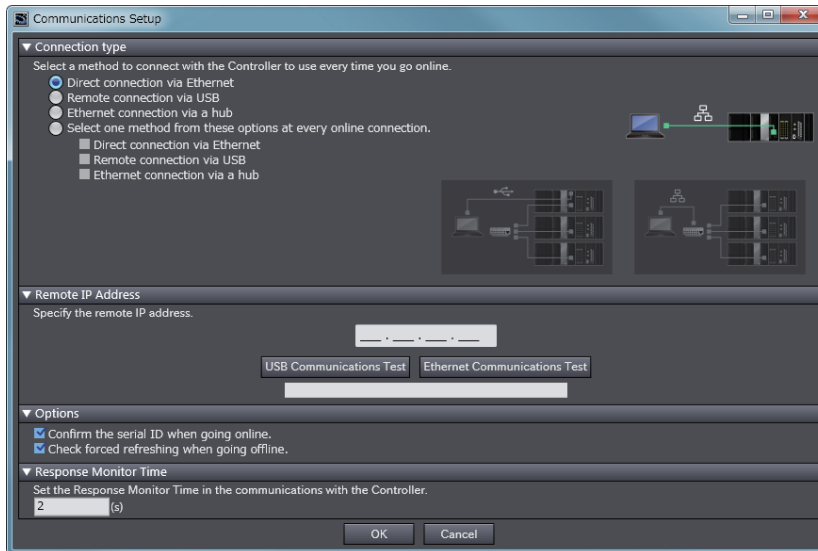 Communications Setup
▼ Connection type
Select a method to connect with the Controller to use every time you go online.
Direct connection via Ethernet
Remote connection via USB
Ethernet connection via a hub
Select one method from these options at every online connection.
Direct connection via Ethernet
Remote connection via USB
Ethernet connection via a hub
▼ Remote IP Address
Specify the remote IP address.
___ . ___ . ___ . ___
USB Communications Test Ethernet Communications Test
▼ Options
Confirm the serial ID when going online.
Check forced refreshing when going offline.
▼ Response Monitor Time
Set the Response Monitor Time in the communications with the Controller.
2 (s)
OK Cancel